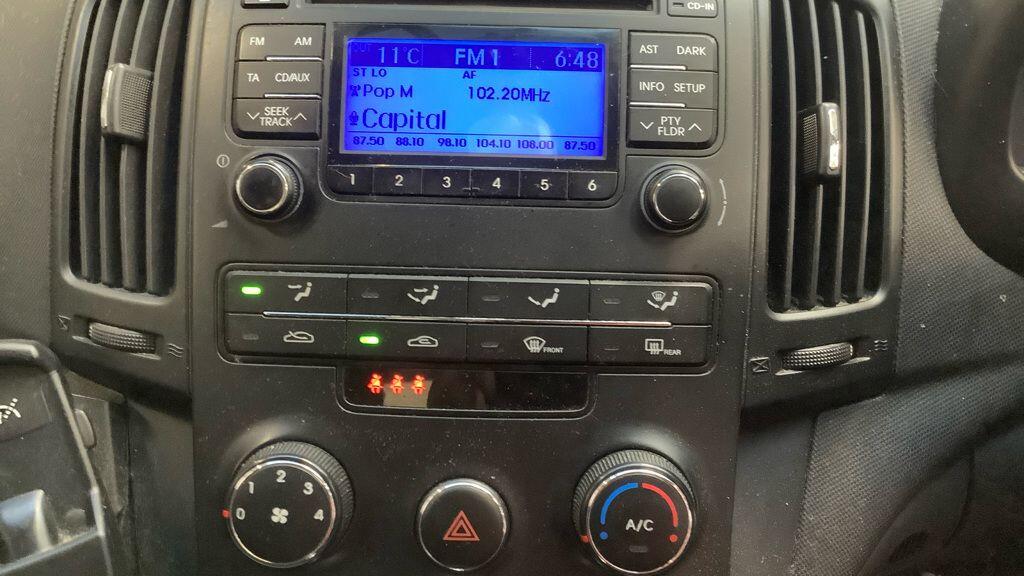 CD-IN
FM AM
OUT 11°C FM1 6:48
AST DARK
ST LO AF
TA CD/AUX
Pop M 102.20MHz
INFO SETUP
SEEK
TRACK
Capital
PTY
FLDR
87.50 88.10 98.10 104.10 108.00 87.50
1 2 3 4 5 6
FRONT
REAR
0 1 2 3 4
A/C